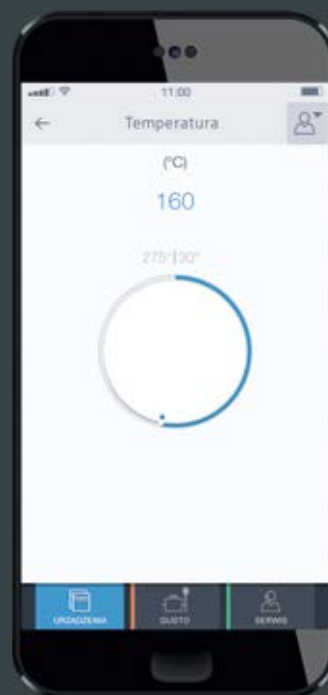 11:00
Temperatura
(°C)
160
275°|30°
URZĄDZENIA
GUSTO
SERWIS